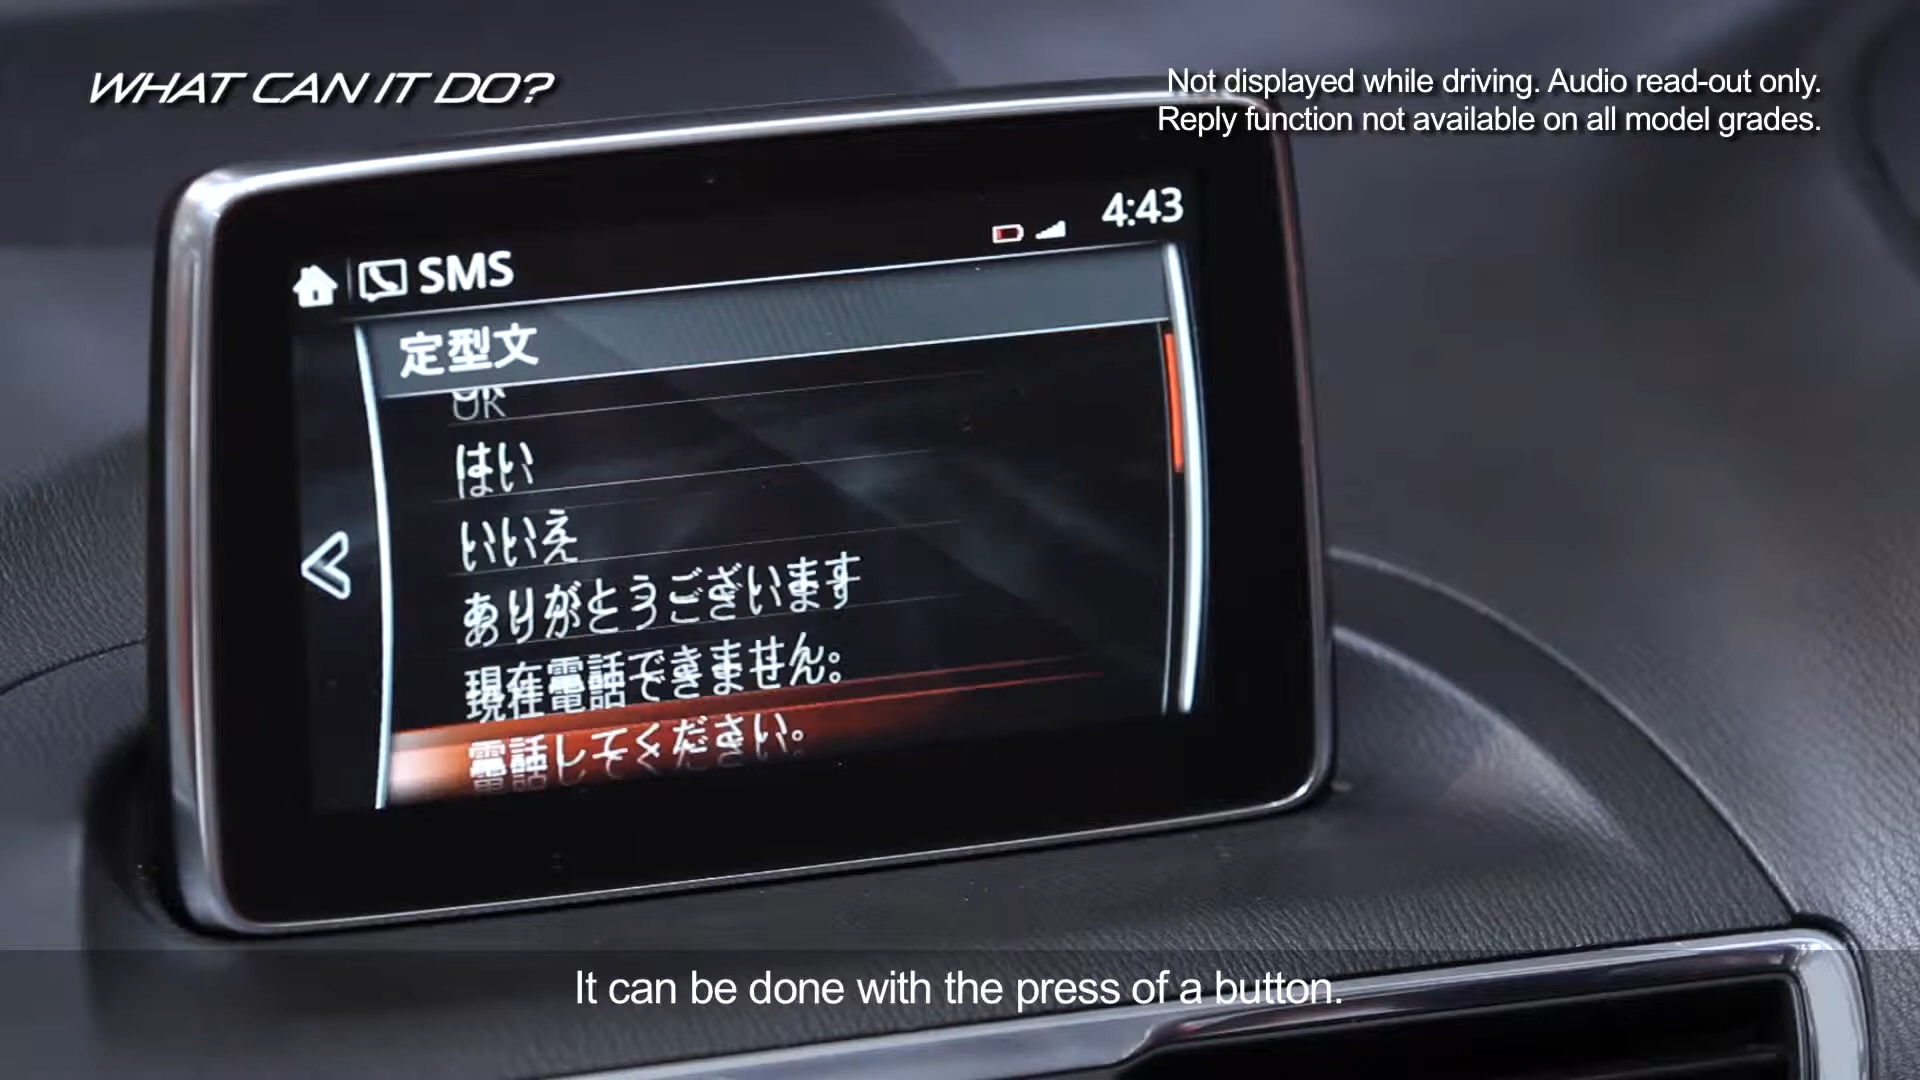 WHAT CAN IT DO?
Not displayed while driving. Audio read-out only.
Reply function not available on all model grades.
4:43
SMS
定型文
OK
はい
いいえ
ありがとうございます
現在電話できません。
電話してください。
It can be done with the press of a button.